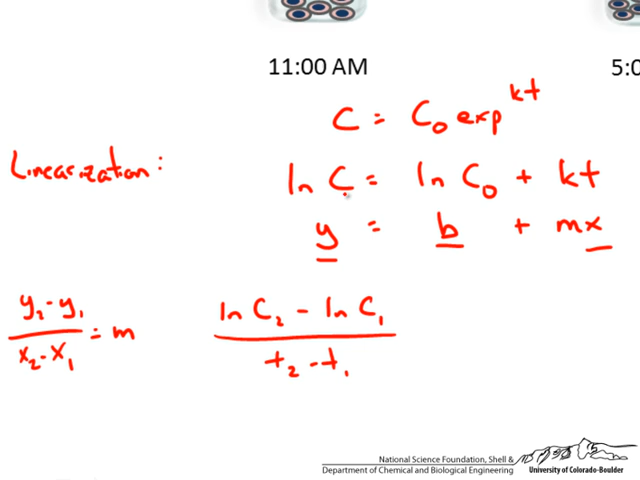 11:00 AM
5:0
C = C₀ exp^kt
Linearization:
ln C = ln C₀ + kt
y = b + mx
y₂-y₁ / x₂-x₁ = m
ln C₂ - ln C₁ / t₂-t₁
National Science Foundation, Shell &
Department of Chemical and Biological Engineering
University of Colorado-Boulder